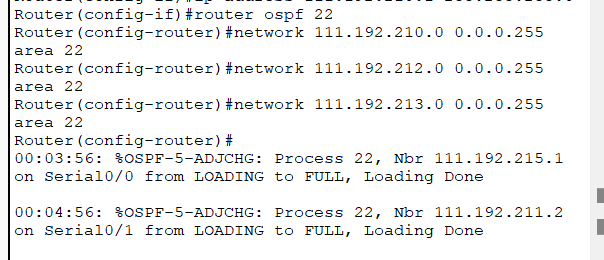 Router(config-if)#router ospf 22
Router(config-router)#network 111.192.210.0 0.0.0.255
area 22
Router(config-router)#network 111.192.212.0 0.0.0.255
area 22
Router(config-router)#network 111.192.213.0 0.0.0.255
area 22
Router(config-router)#
00:03:56: %OSPF-5-ADJCHG: Process 22, Nbr 111.192.215.1
on Serial0/0 from LOADING to FULL, Loading Done
00:04:56: %OSPF-5-ADJCHG: Process 22, Nbr 111.192.211.2
on Serial0/1 from LOADING to FULL, Loading Done